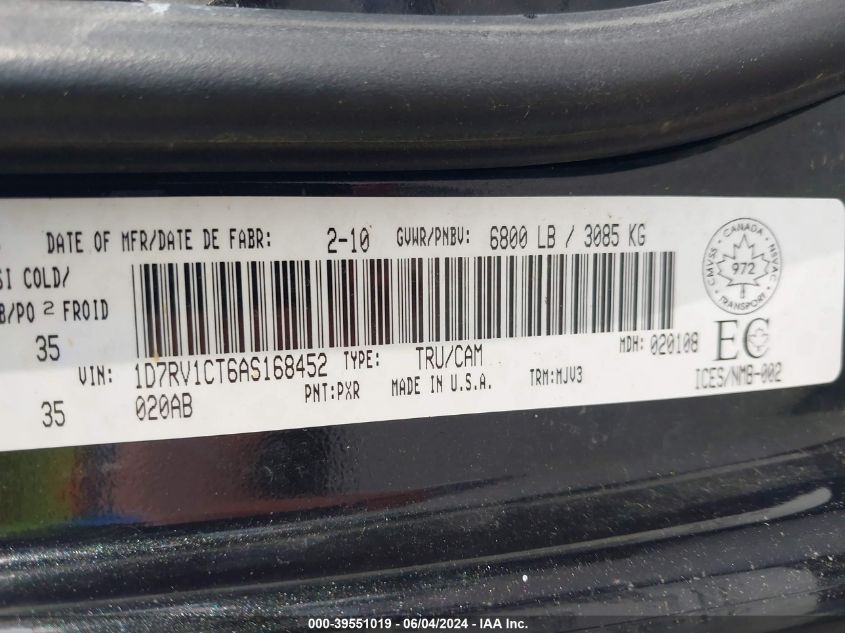 DATE OF MFR/DATE DE FABR: 2-10 GVWR/PNBV: 6800 LB / 3085 KG
SI COLD/
B/PO 2 FROID
35
VIN: 1D7RV1CT6AS168452 TYPE: TRU/CAM MDH: 020108
35
020AB PNT:PXR MADE IN U.S.A. TRM:MJV3
CANADA
CMVSS NSVAC
972
TRANSPORT
EC
ICES/NMB-002
000-39551019 - 06/04/2024 - IAA Inc.